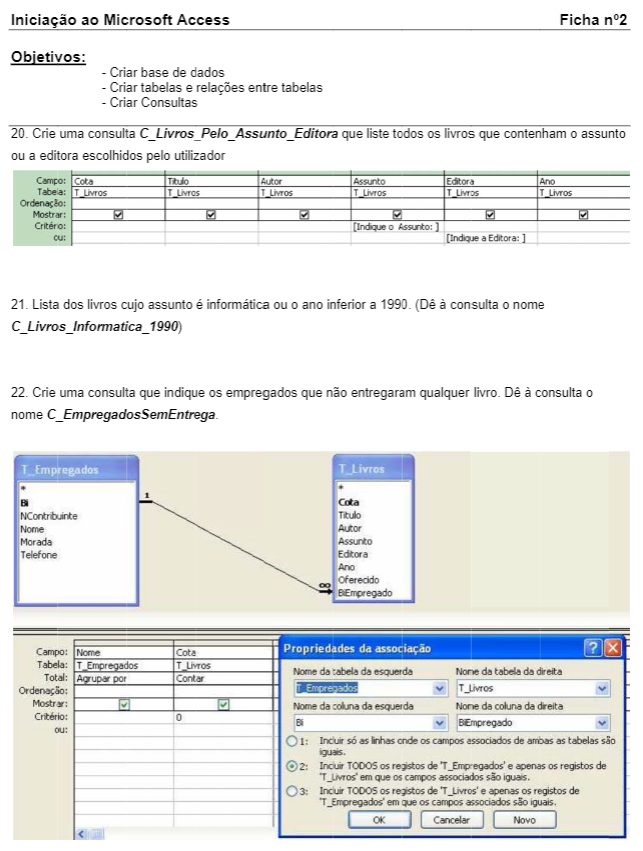 Iniciação ao Microsoft Access Ficha nº2
Objetivos:
- Criar base de dados
- Criar tabelas e relações entre tabelas
- Criar Consultas
20. Crie uma consulta C_Livros_Pelo_Assunto_Editora que liste todos os livros que contenham o assunto
ou a editora escolhidos pelo utilizador
Campo: Cota Título Autor Assunto Editora Ano
Tabela: T_Livros T_Livros T_Livros T_Livros T_Livros T_Livros
Ordenação:
Mostrar:
Critério: [Indique o Assunto: ]
ou: [Indique a Editora: ]
21. Lista dos livros cujo assunto é informática ou o ano inferior a 1990. (Dê à consulta o nome
C_Livros_Informatica_1990)
22. Crie uma consulta que indique os empregados que não entregaram qualquer livro. Dê à consulta o
nome C_EmpregadosSemEntrega.
T_Empregados
*
Bi
NContribuinte
Nome
Morada
Telefone
1
∞
T_Livros
*
Cota
Titulo
Autor
Assunto
Editora
Ano
Oferecido
BiEmpregado
Campo: Nome Cota
Tabela: T_Empregados T_Livros
Total: Agrupar por Contar
Ordenação:
Mostrar:
Critério: 0
ou:
Propriedades da associação
Nome da tabela da esquerda Nome da tabela da direita
T_Empregados T_Livros
Nome da coluna da esquerda Nome da coluna da direita
Bi BiEmpregado
1: Incluir só as linhas onde os campos associados de ambas as tabelas são
iguais.
2: Incluir TODOS os registos de 'T_Empregados' e apenas os registos de
'T_Livros' em que os campos associados são iguais.
3: Incluir TODOS os registos de 'T_Livros' e apenas os registos de
'T_Empregados' em que os campos associados são iguais.
OK Cancelar Novo